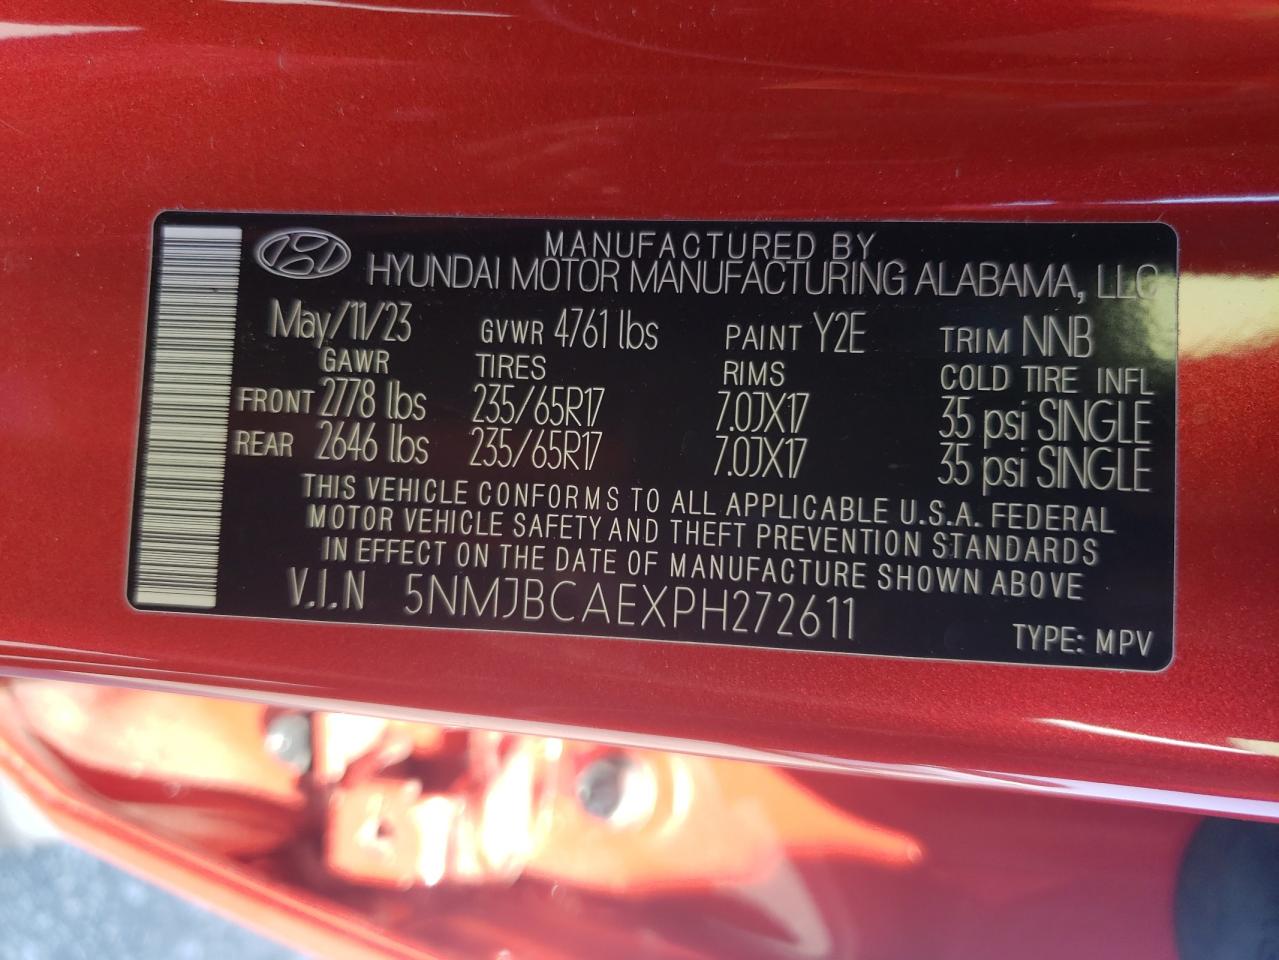 MANUFACTURED BY
HYUNDAI MOTOR MANUFACTURING ALABAMA, LLC
May/11/23 GVWR 4761 lbs PAINT Y2E TRIM NNB
GAWR TIRES RIMS COLD TIRE INFL
FRONT 2778 lbs 235/65R17 7.0JX17 35 psi SINGLE
REAR 2646 lbs 235/65R17 7.0JX17 35 psi SINGLE
THIS VEHICLE CONFORMS TO ALL APPLICABLE U.S.A. FEDERAL
MOTOR VEHICLE SAFETY AND THEFT PREVENTION STANDARDS
IN EFFECT ON THE DATE OF MANUFACTURE SHOWN ABOVE
V.I.N 5NMJBCAEXPH272611
TYPE: MPV